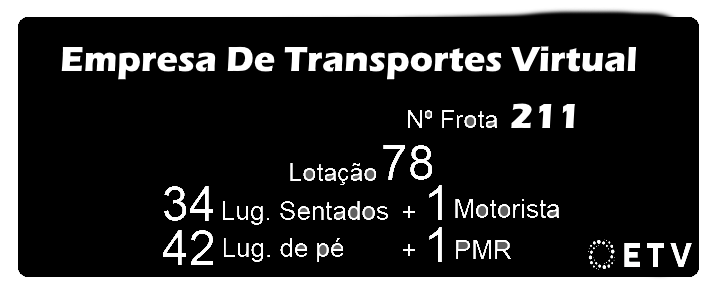 Empresa De Transportes Virtual
Nº Frota 211
Lotação 78
34 Lug. Sentados + 1 Motorista
42 Lug. de pé + 1 PMR
ETV